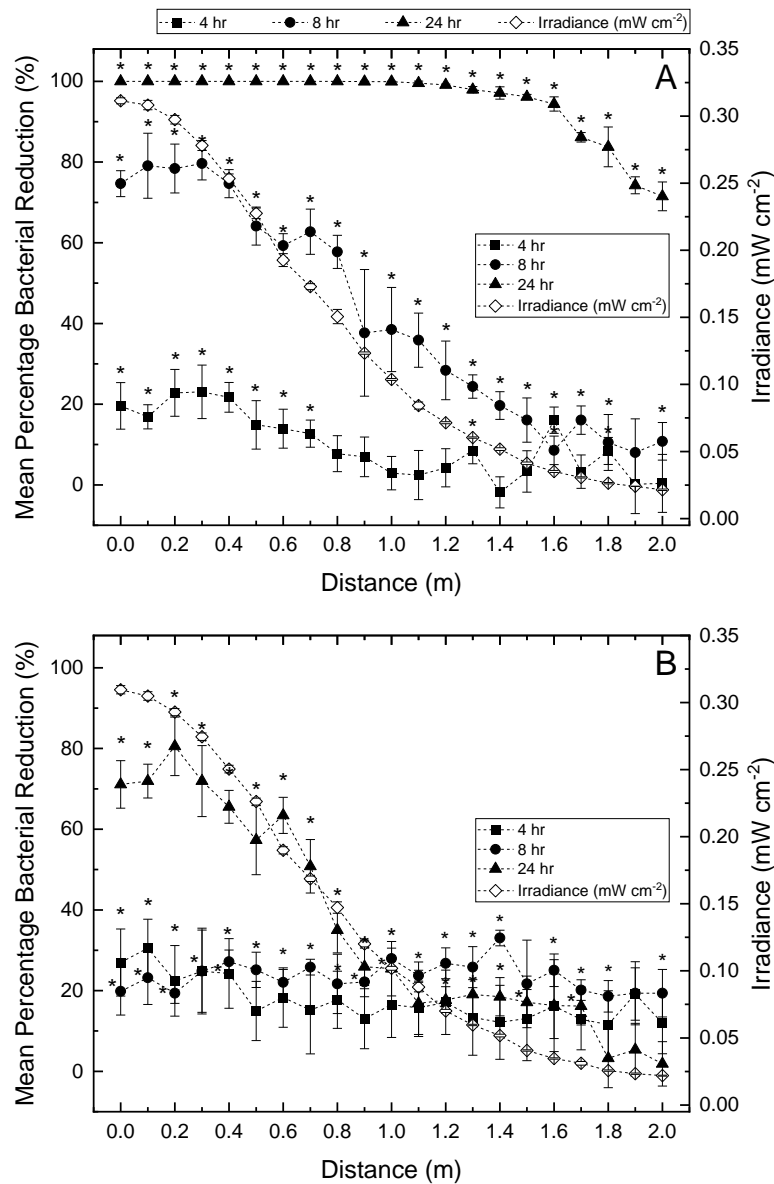 4 hr 8 hr 24 hr Irradiance (mW cm⁻²)
A
Mean Percentage Bacterial Reduction (%)
100
80
60
40
20
0
0.35
0.30
0.25
0.20
0.15
0.10
0.05
0.00
Irradiance (mW cm⁻²)
4 hr
8 hr
24 hr
Irradiance (mW cm⁻²)
0.0 0.2 0.4 0.6 0.8 1.0 1.2 1.4 1.6 1.8 2.0
Distance (m)
B
Mean Percentage Bacterial Reduction (%)
100
80
60
40
20
0
0.35
0.30
0.25
0.20
0.15
0.10
0.05
0.00
Irradiance (mW cm⁻²)
4 hr
8 hr
24 hr
Irradiance (mW cm⁻²)
0.0 0.2 0.4 0.6 0.8 1.0 1.2 1.4 1.6 1.8 2.0
Distance (m)